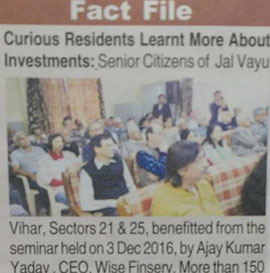 Fact File
Curious Residents Learnt More About
Investments: Senior Citizens of Jal Vayu
Vihar, Sectors 21 & 25, benefitted from the
seminar held on 3 Dec 2016, by Ajay Kumar
Yadav , CEO, Wise Finserv. More than 150